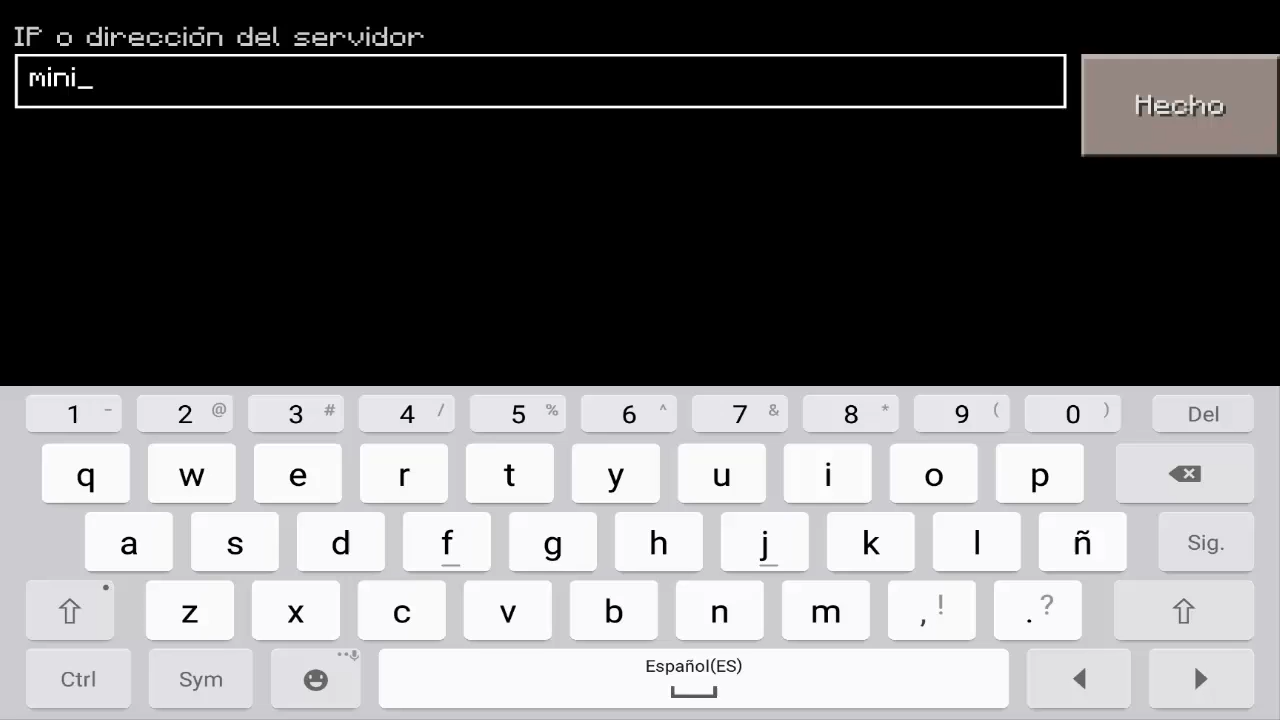 IP o dirección del servidor
mini_
Hecho
1 - 2 @ 3 # 4 / 5 % 6 ^ 7 & 8 * 9 ( 0 ) Del
q w e r t y u i o p
a s d f g h j k l ñ Sig.
z x c v b n m , ! . ?
Ctrl Sym Español(ES)